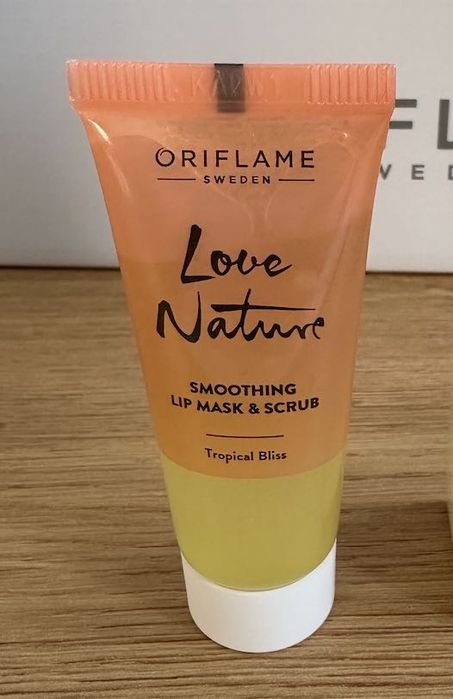 ORIFLAME
SWEDEN
Love
Nature
SMOOTHING
LIP MASK & SCRUB
Tropical Bliss